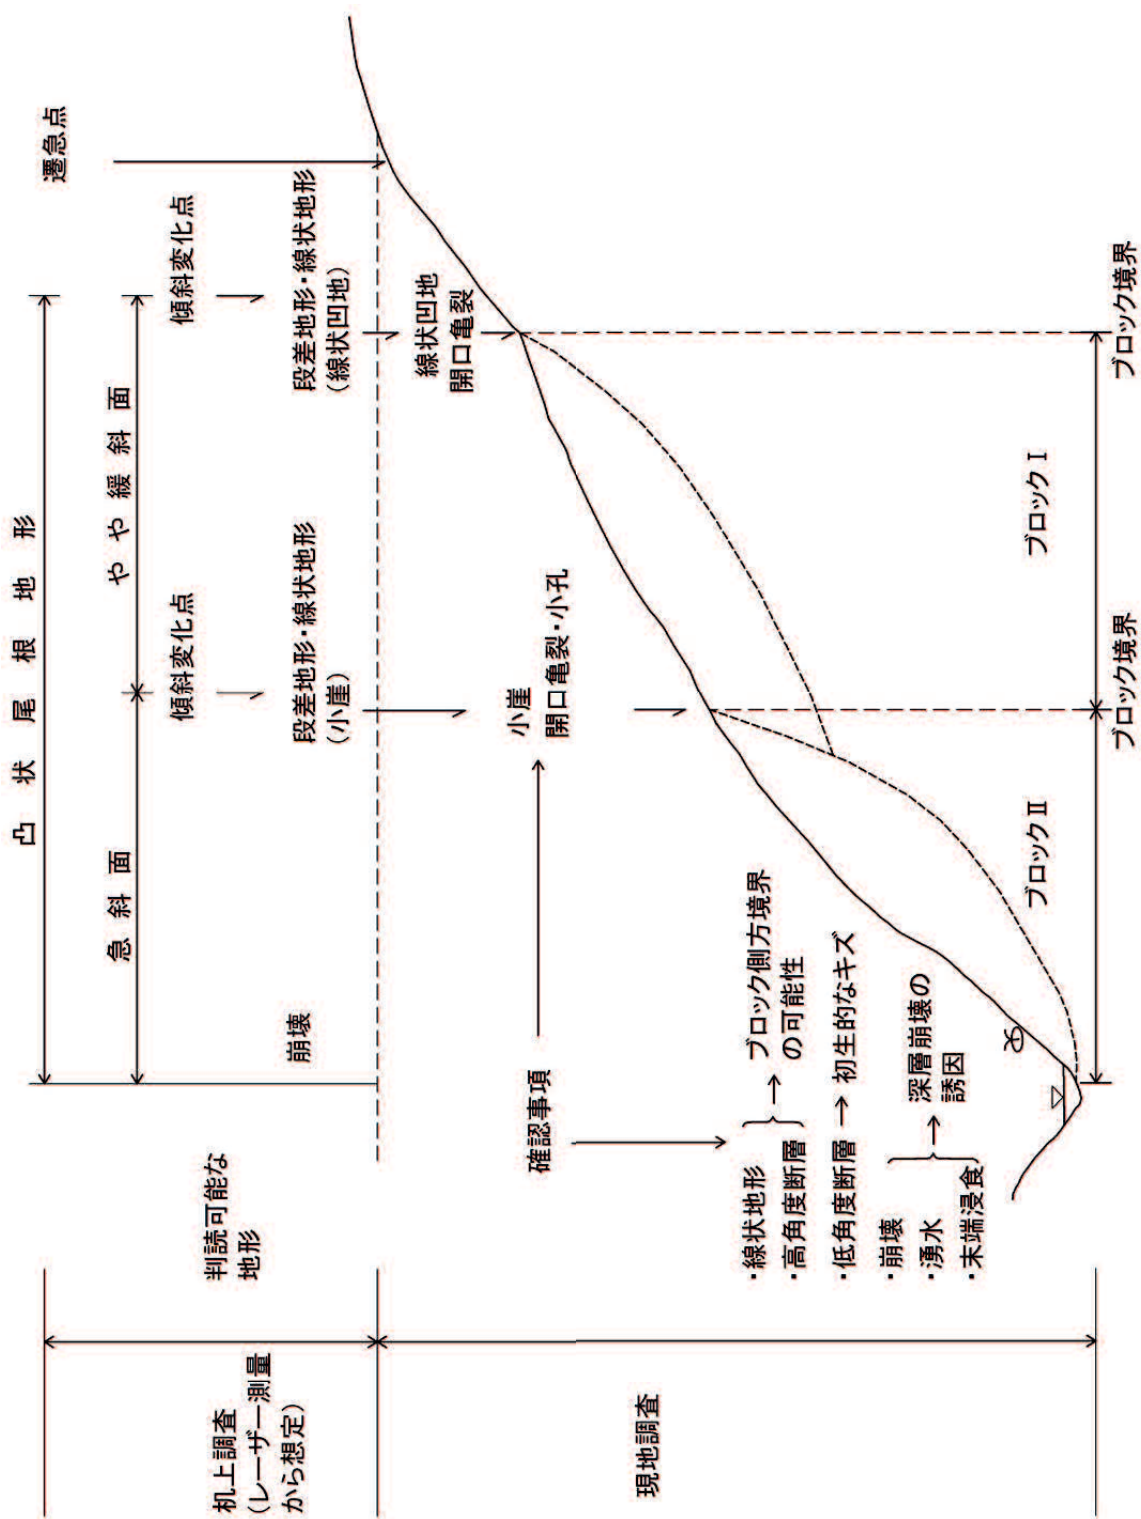 机上調査
(レーザー測量
から想定)
判読可能な
地形
凸状尾根地形
急斜面
やや緩斜面
遷急点
傾斜変化点
傾斜変化点
崩壊
段差地形・線状地形
(小崖)
段差地形・線状地形
(線状凹地)
現地調査
確認事項
小崖
開口亀裂・小孔
線状凹地
開口亀裂
・線状地形
・高角度断層
ブロック側方境界
の可能性
・低角度断層
初生的なキズ
・崩壊
・湧水
・末端浸食
深層崩壊の
誘因
ブロックⅡ
ブロックⅠ
ブロック境界
ブロック境界